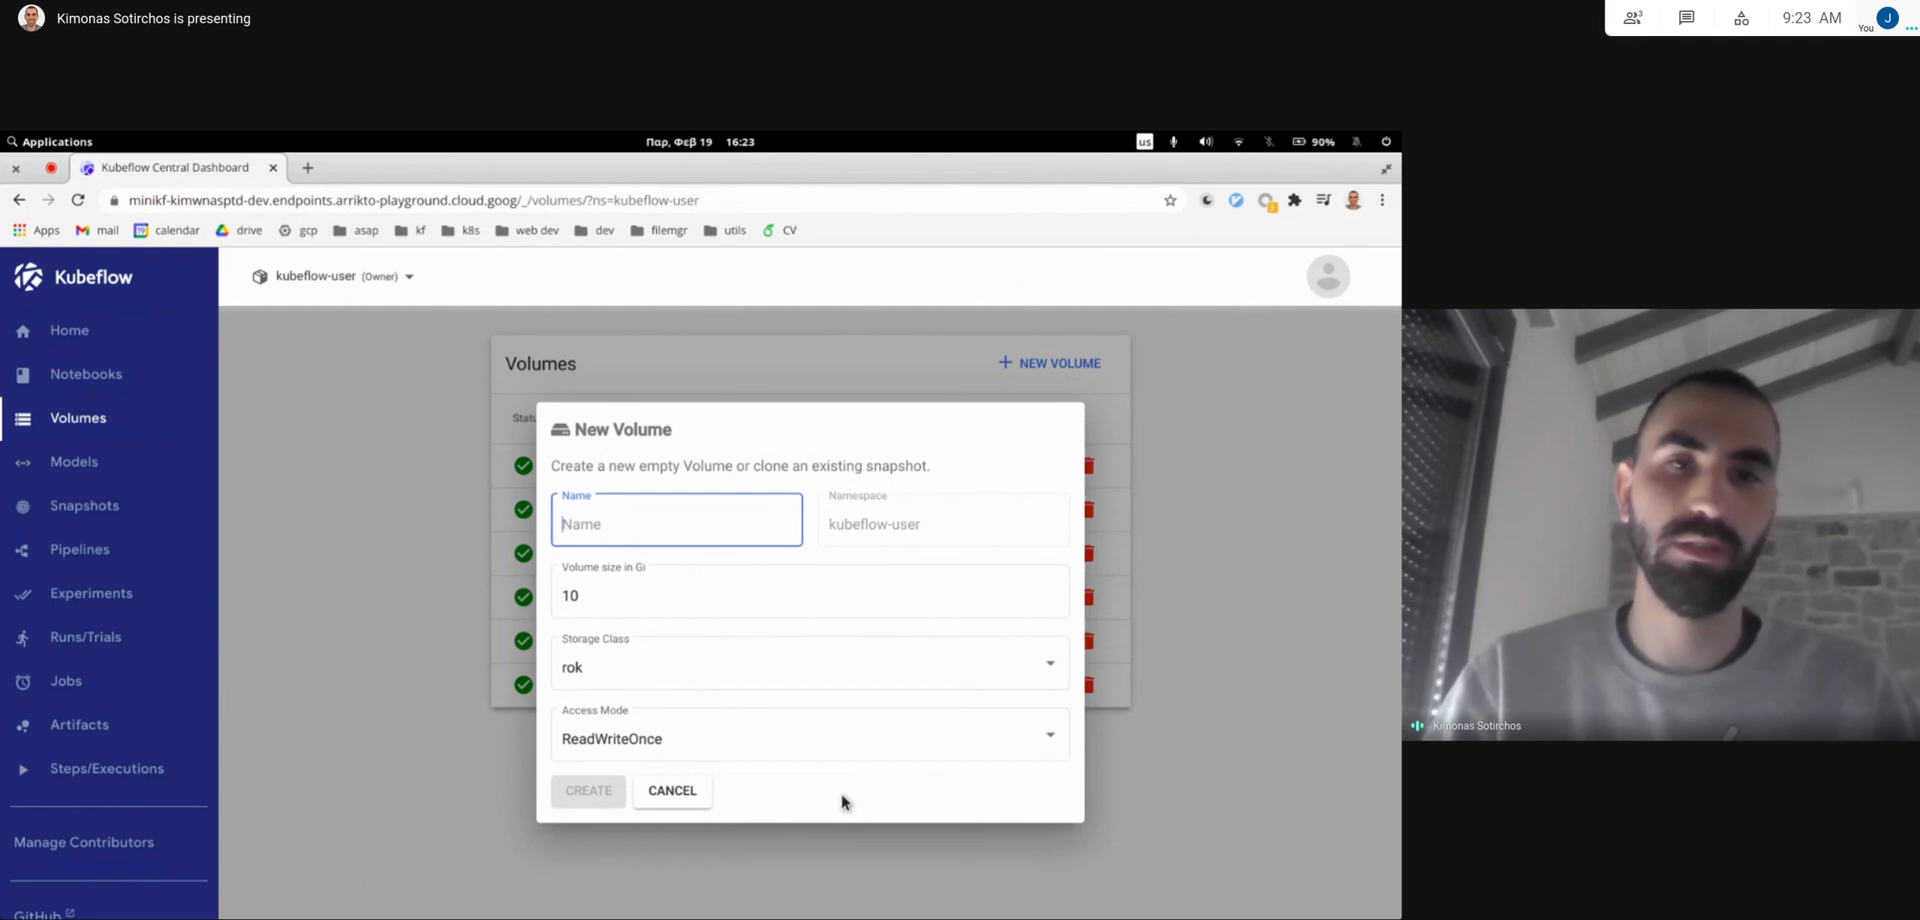 Kimonas Sotirchos is presenting
3
9:23 AM
You
J
Applications
Παρ, Φεβ 19 16:23
us
90%
Kubeflow Central Dashboard
minikf-kimwnasptd-dev.endpoints.arrikto-playground.cloud.goog/_/volumes/?ns=kubeflow-user
Apps mail calendar drive gcp asap kf k8s web dev dev filemgr utils CV
Kubeflow
kubeflow-user (Owner)
Home
Notebooks
Volumes
Models
Snapshots
Pipelines
Experiments
Runs/Trials
Jobs
Artifacts
Steps/Executions
Manage Contributors
GitHub
Volumes
+ NEW VOLUME
Statu
New Volume
Create a new empty Volume or clone an existing snapshot.
Name
Name
Namespace
kubeflow-user
Volume size in Gi
10
Storage Class
rok
Access Mode
ReadWriteOnce
CREATE
CANCEL
Kimonas Sotirchos